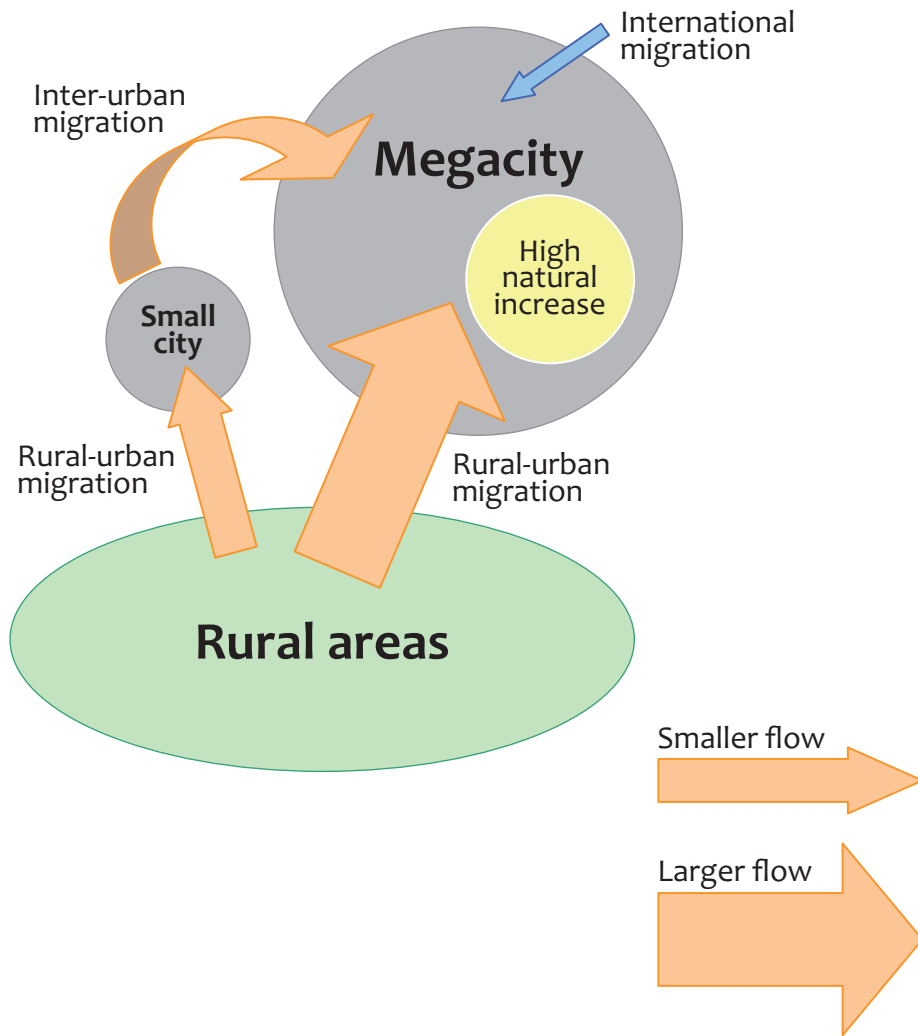 International
migration
Inter-urban
migration
Megacity
High
natural
increase
Small
city
Rural-urban
migration
Rural-urban
migration
Rural areas
Smaller flow
Larger flow